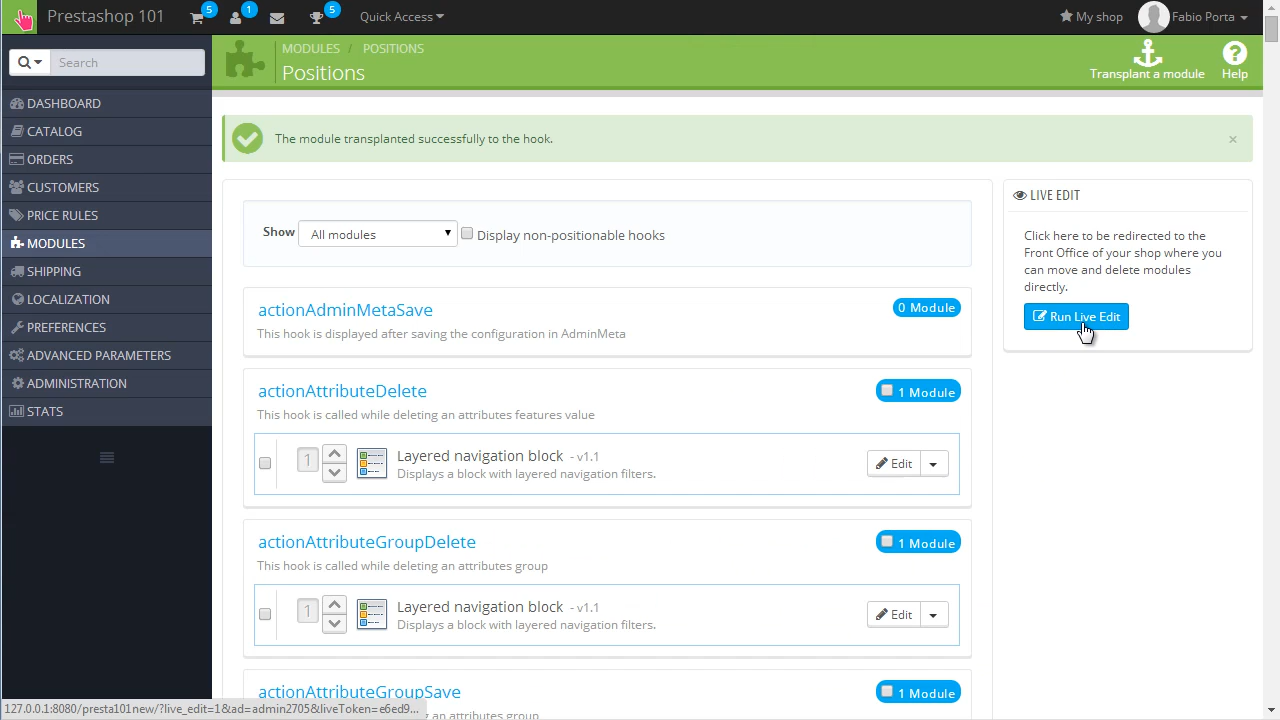 Prestashop 101
5
1
5
Quick Access
My shop
Fabio Porta
Search
DASHBOARD
CATALOG
ORDERS
CUSTOMERS
PRICE RULES
MODULES
SHIPPING
LOCALIZATION
PREFERENCES
ADVANCED PARAMETERS
ADMINISTRATION
STATS
MODULES / POSITIONS
Positions
Transplant a module
Help
The module transplanted successfully to the hook.
×
Show
All modules
Display non-positionable hooks
actionAdminMetaSave
0 Module
This hook is displayed after saving the configuration in AdminMeta
actionAttributeDelete
1 Module
This hook is called while deleting an attributes features value
1
Layered navigation block - v1.1
Displays a block with layered navigation filters.
Edit
actionAttributeGroupDelete
1 Module
This hook is called while deleting an attributes group
1
Layered navigation block - v1.1
Displays a block with layered navigation filters.
Edit
actionAttributeGroupSave
1 Module
ng an attributes group
LIVE EDIT
Click here to be redirected to the
Front Office of your shop where you
can move and delete modules
directly.
Run Live Edit
127.0.0.1:8080/presta101new/?live_edit=1&ad=admin2705&liveToken=e6ed9...